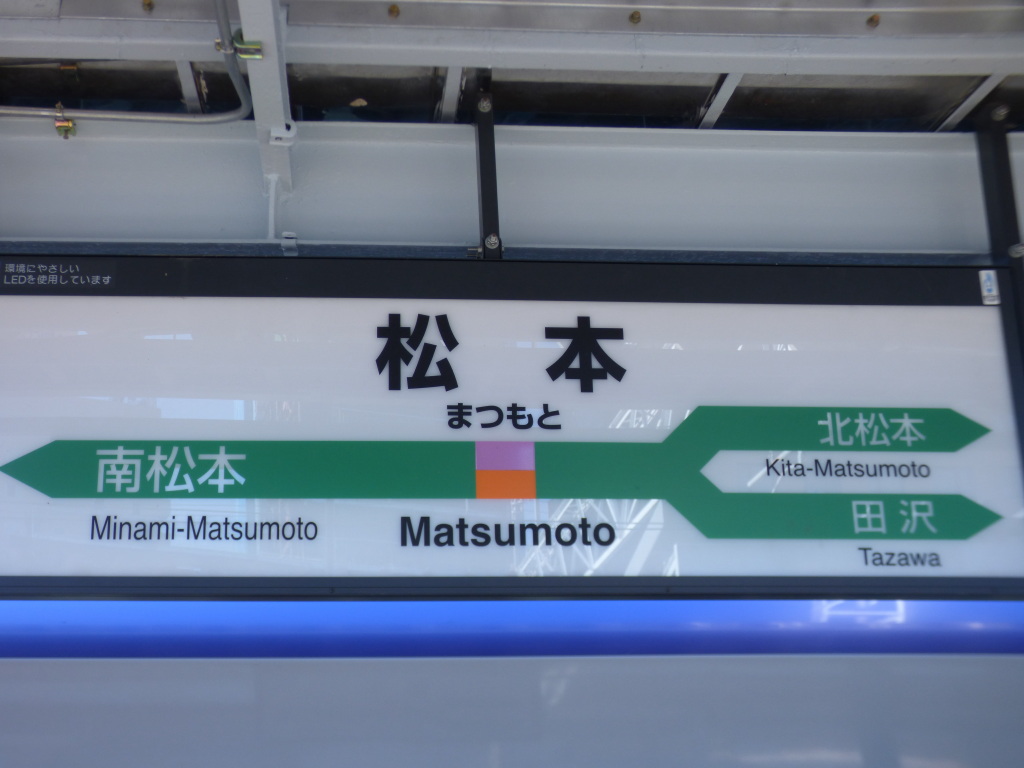 環境にやさしい
LEDを使用しています
松本
まつもと
北松本
Kita-Matsumoto
南松本
Minami-Matsumoto
Matsumoto
田沢
Tazawa